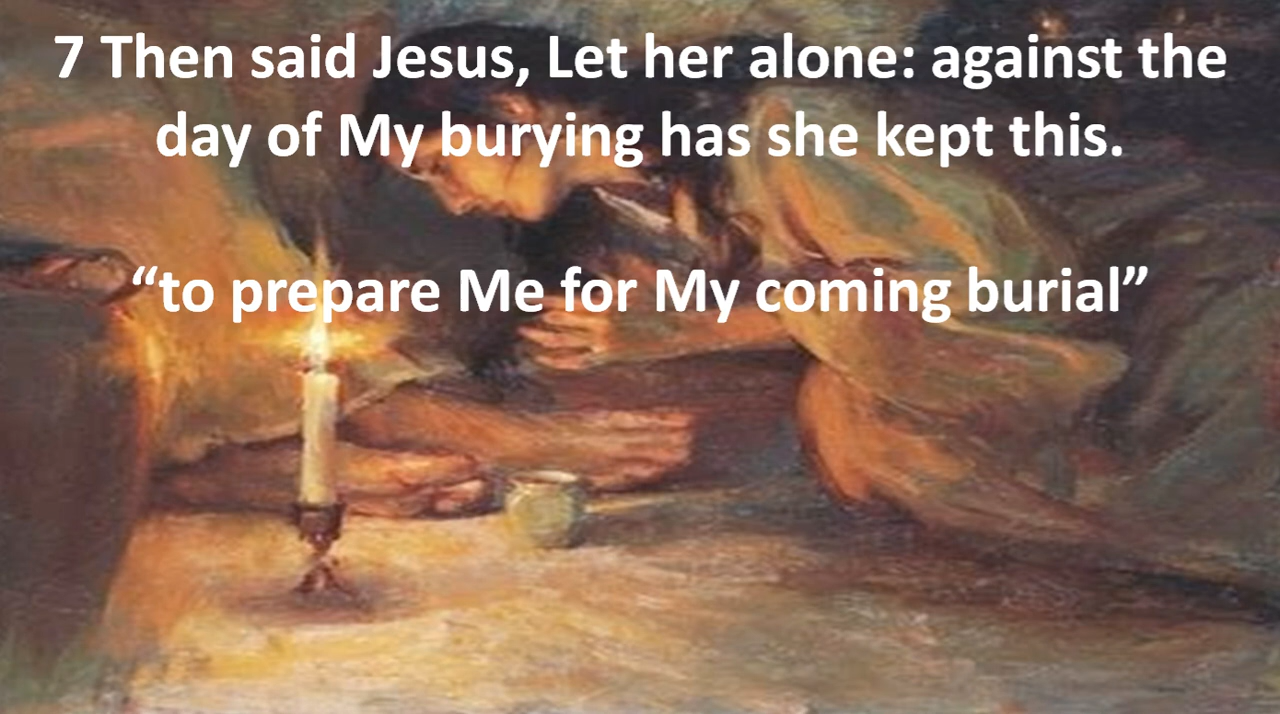 7 Then said Jesus, Let her alone: against the
day of My burying has she kept this.
“to prepare Me for My coming burial”